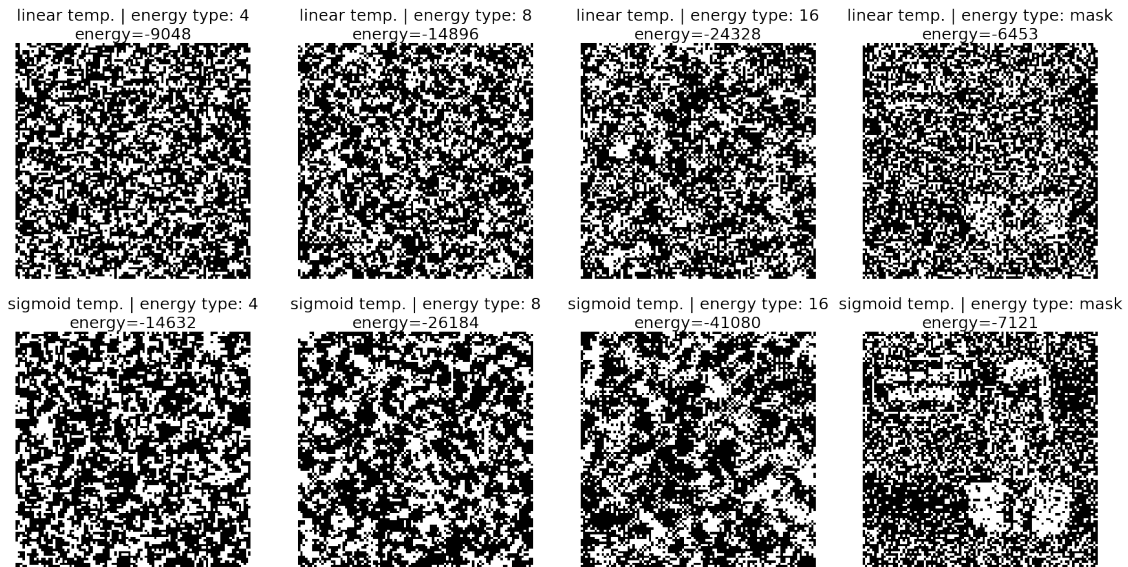 linear temp. | energy type: 4
energy=-9048
linear temp. | energy type: 8
energy=-14896
linear temp. | energy type: 16
energy=-24328
linear temp. | energy type: mask
energy=-6453
sigmoid temp. | energy type: 4
energy=-14632
sigmoid temp. | energy type: 8
energy=-26184
sigmoid temp. | energy type: 16
energy=-41080
sigmoid temp. | energy type: mask
energy=-7121